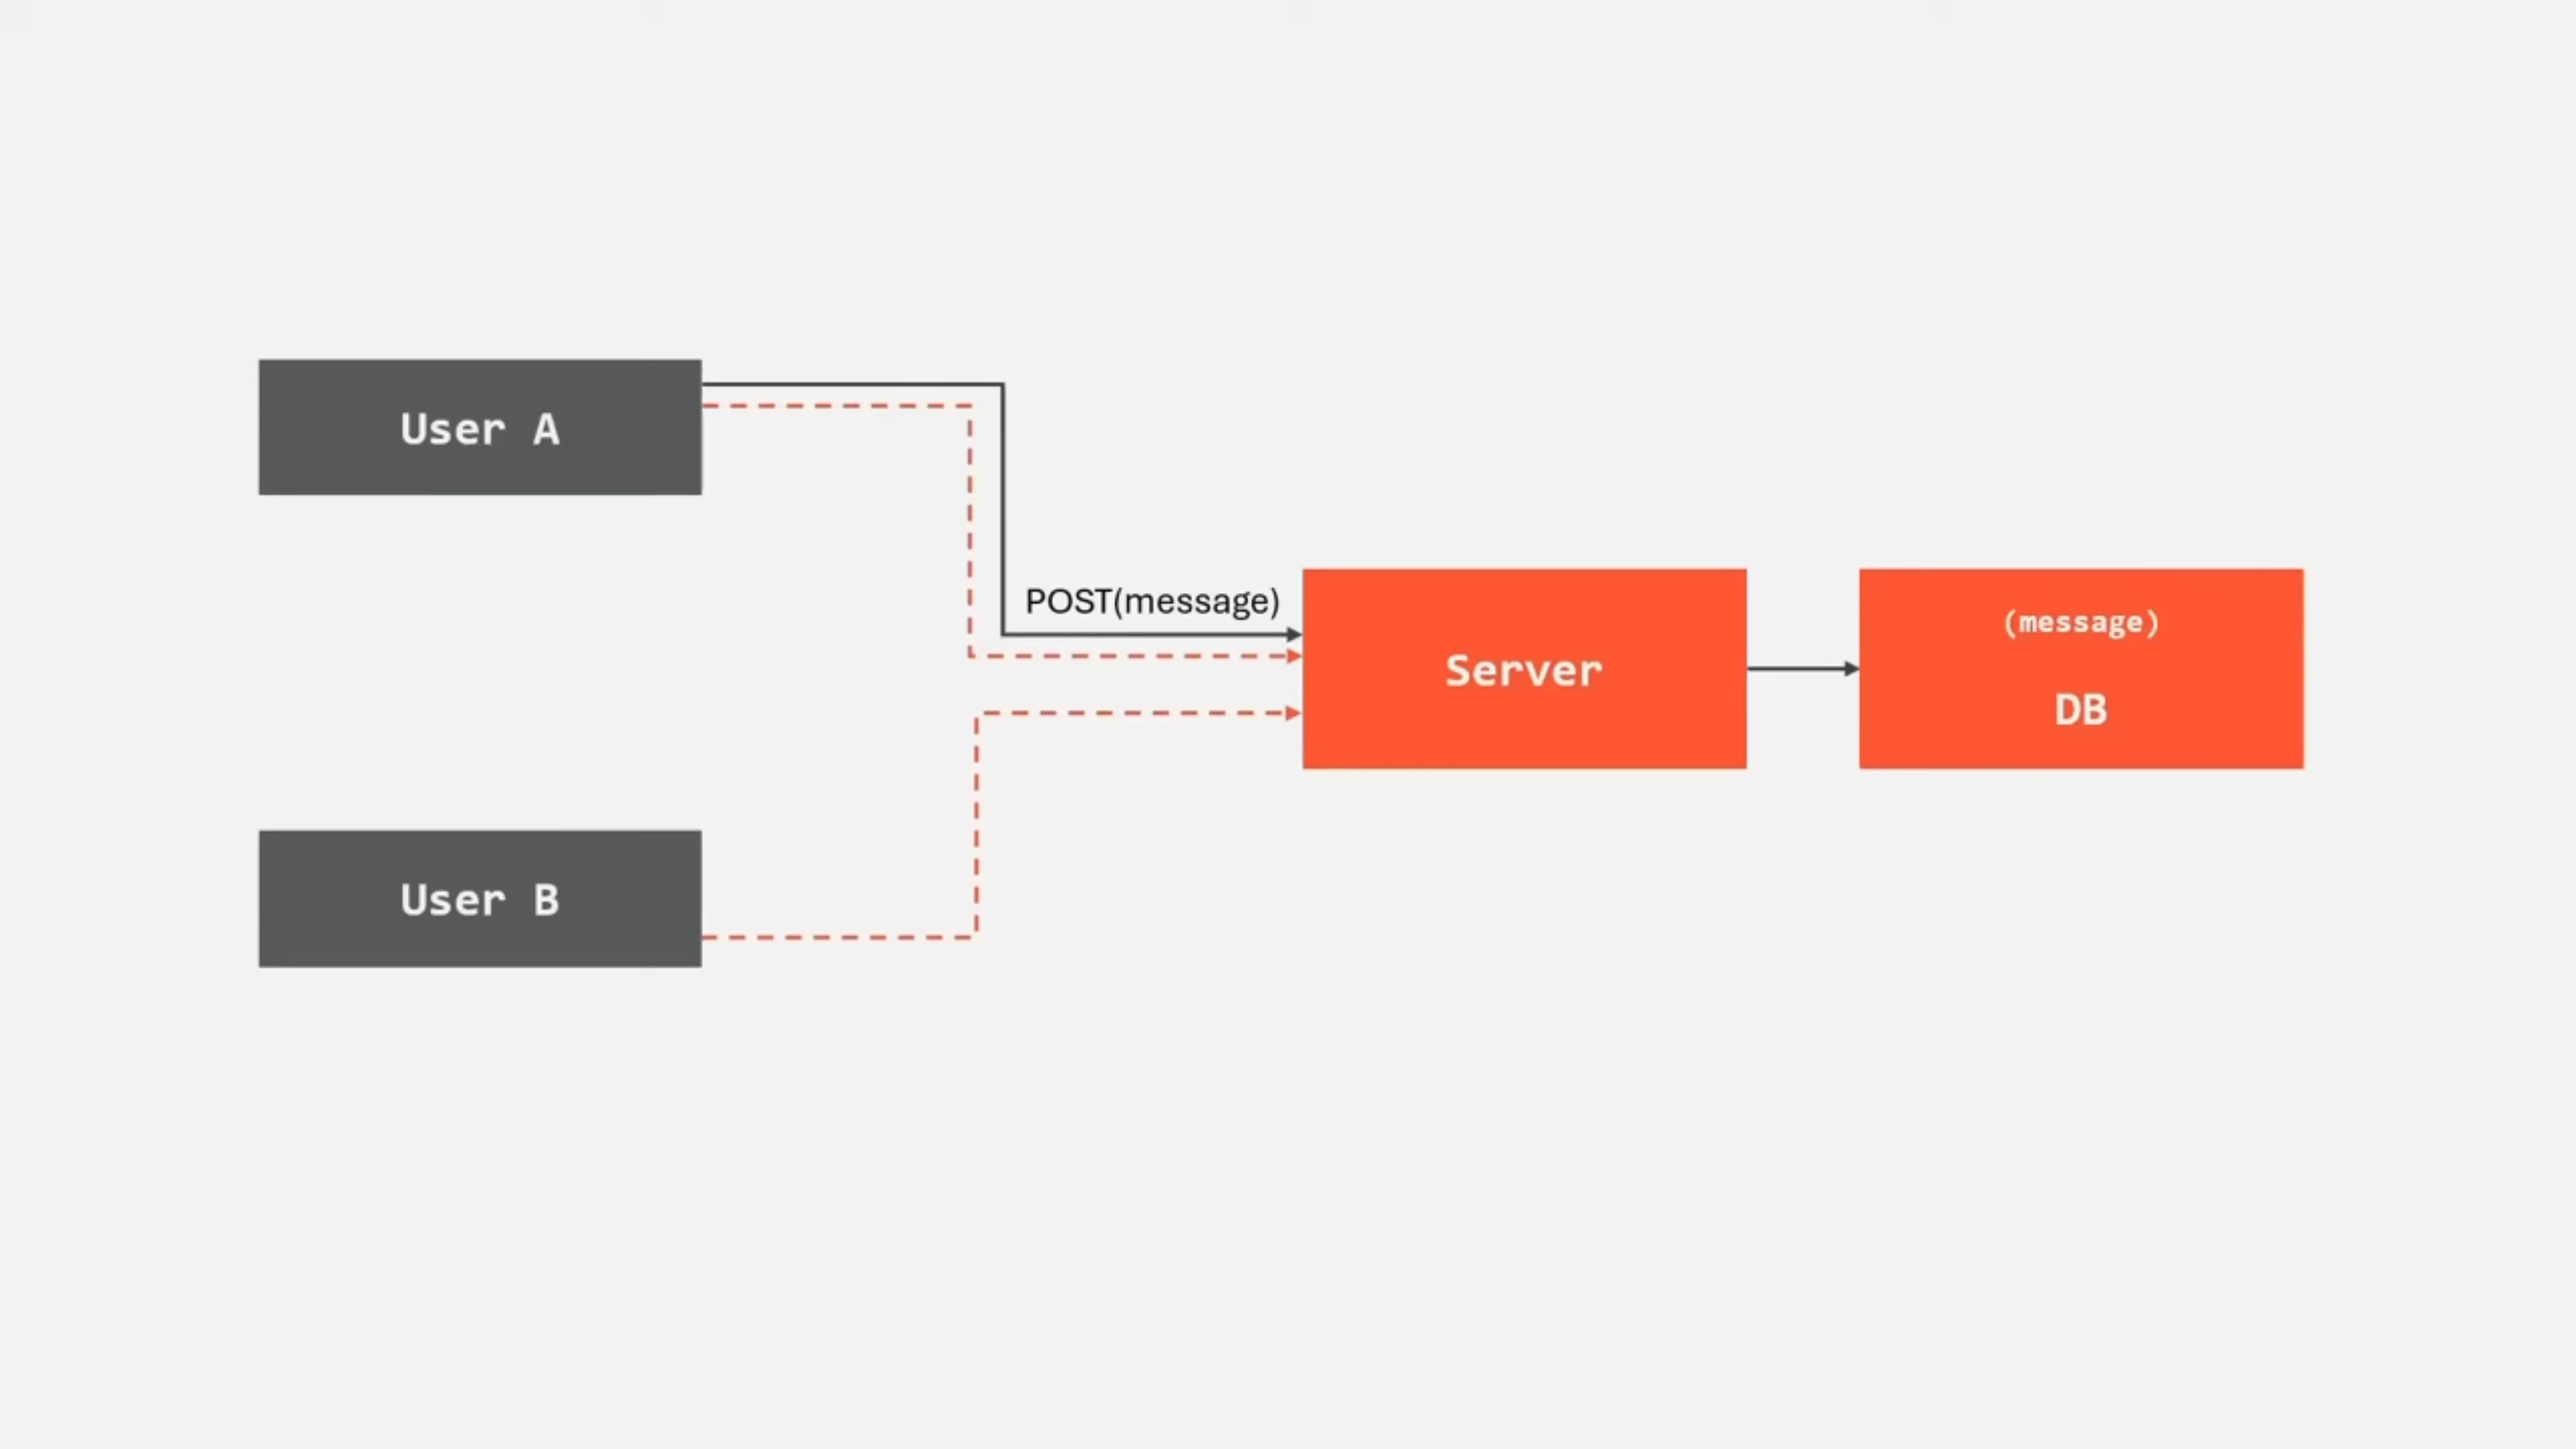 User A
POST(message)
Server
(message)
DB
User B